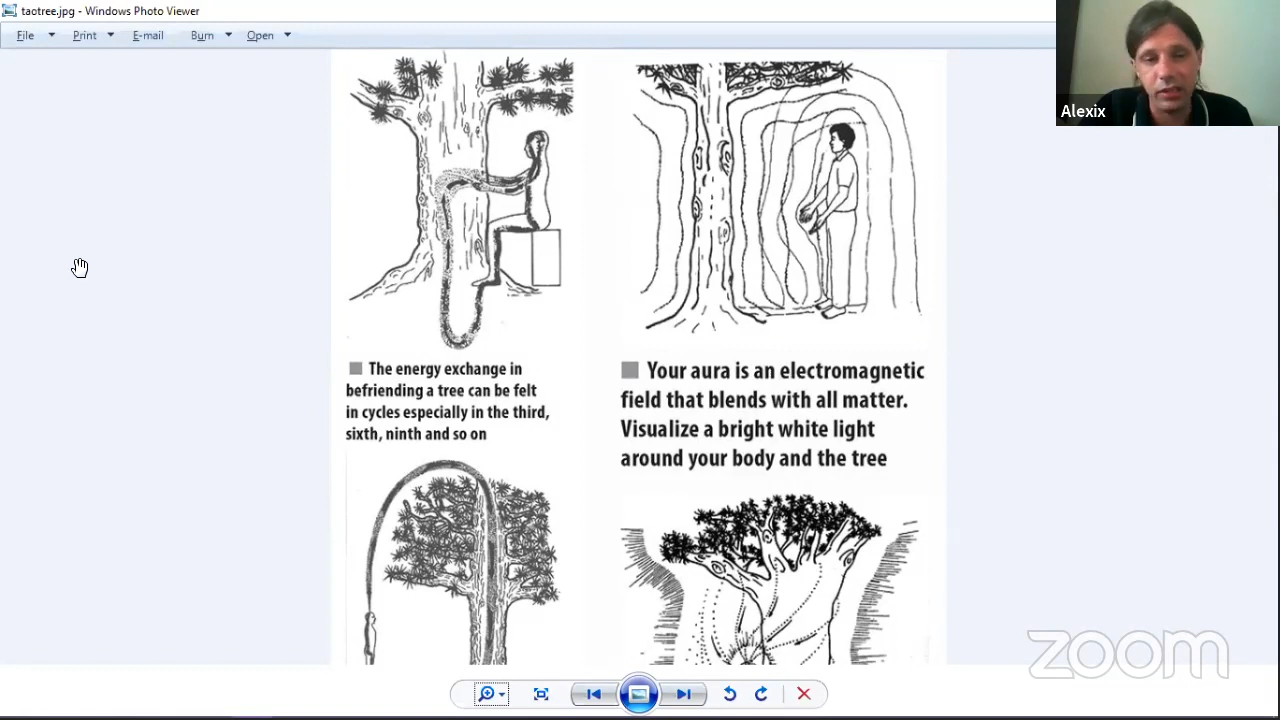 taotree.jpg - Windows Photo Viewer
File Print E-mail Burn Open
Alexix
The energy exchange in
befriending a tree can be felt
in cycles especially in the third,
sixth, ninth and so on
Your aura is an electromagnetic
field that blends with all matter.
Visualize a bright white light
around your body and the tree
zoom